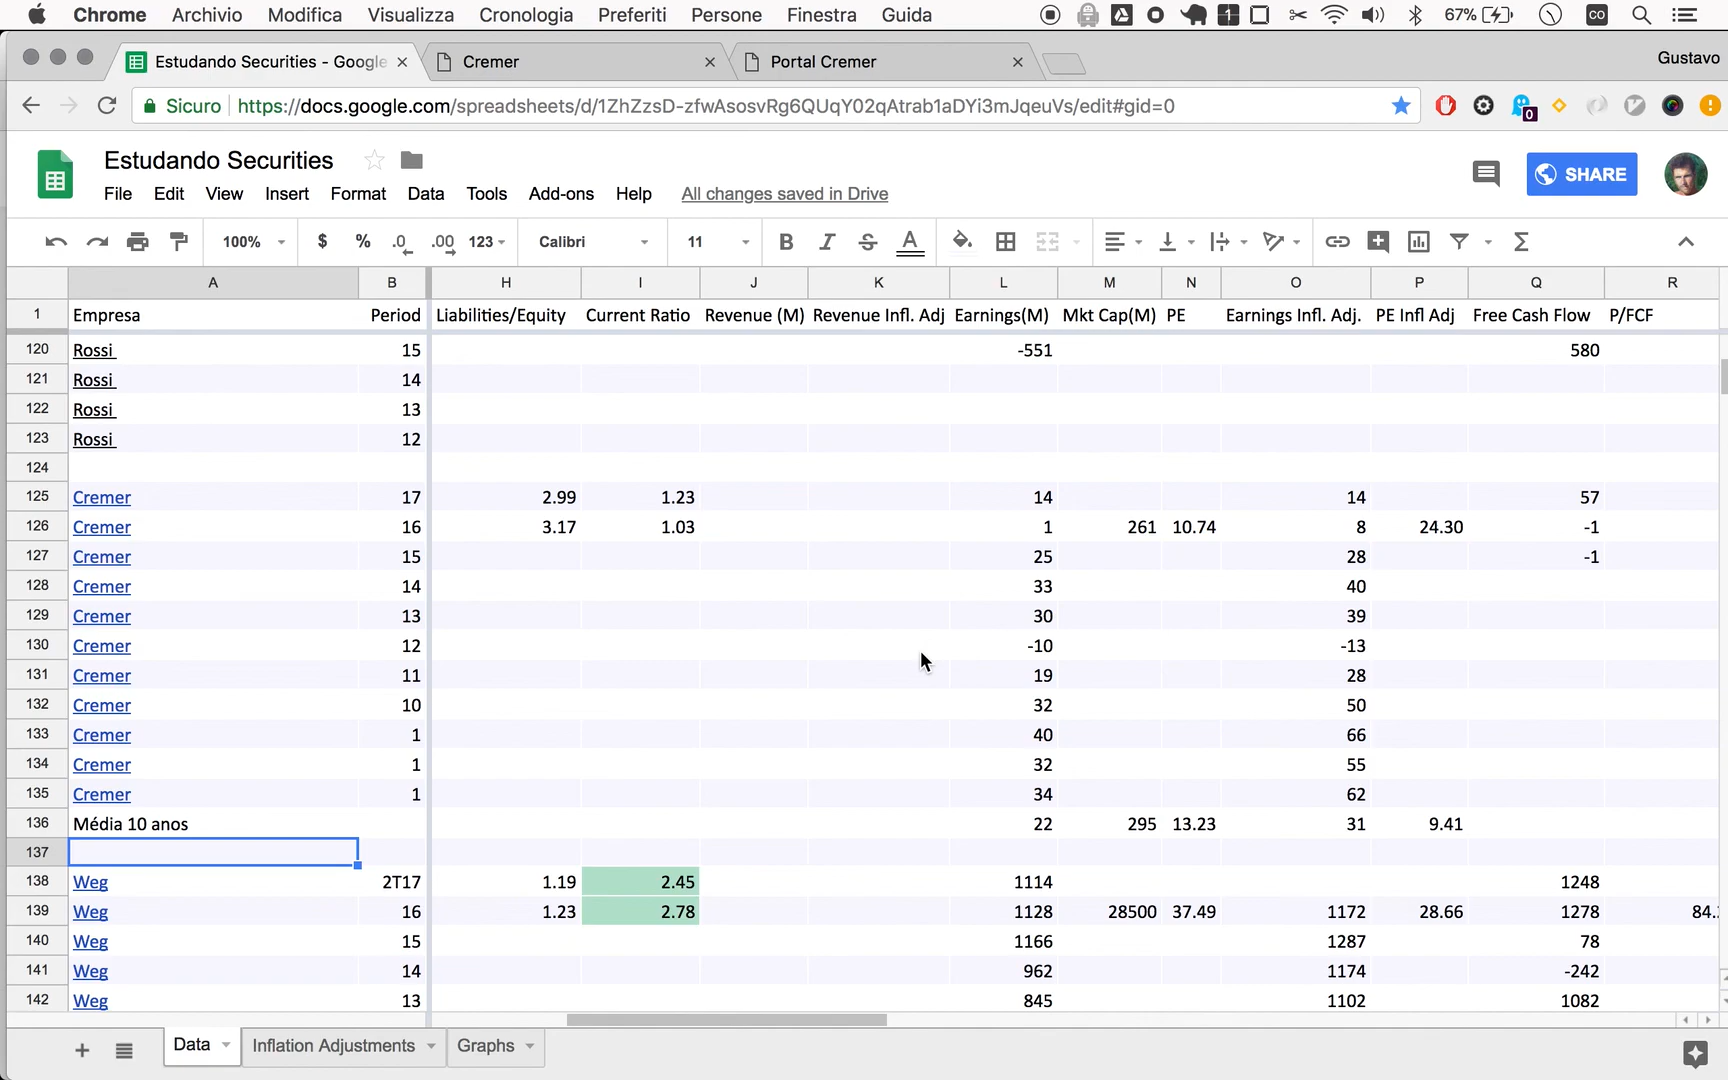 Chrome Archivio Modifica Visualizza Cronologia Preferiti Persone Finestra Guida 1 67% CO
Estudando Securities - Google Cremer Portal Cremer Gustavo
Sicuro https://docs.google.com/spreadsheets/d/1ZhZzsD-zfwAsosvRg6QUqY02qAtrab1aDYi3mJqeuVs/edit#gid=0 0
Estudando Securities
File Edit View Insert Format Data Tools Add-ons Help All changes saved in Drive SHARE
100% $ % .0 .00 123 Calibri 11 B I S A Σ
A B H I J K L M N O P Q R
1 Empresa Period Liabilities/Equity Current Ratio Revenue (M) Revenue Infl. Adj Earnings(M) Mkt Cap(M) PE Earnings Infl. Adj. PE Infl Adj Free Cash Flow P/FCF
120 Rossi 15 -551 580
121 Rossi 14
122 Rossi 13
123 Rossi 12
124
125 Cremer 17 2.99 1.23 14 14 57
126 Cremer 16 3.17 1.03 1 261 10.74 8 24.30 -1
127 Cremer 15 25 28 -1
128 Cremer 14 33 40
129 Cremer 13 30 39
130 Cremer 12 -10 -13
131 Cremer 11 19 28
132 Cremer 10 32 50
133 Cremer 1 40 66
134 Cremer 1 32 55
135 Cremer 1 34 62
136 Média 10 anos 22 295 13.23 31 9.41
137
138 Weg 2T17 1.19 2.45 1114 1248
139 Weg 16 1.23 2.78 1128 28500 37.49 1172 28.66 1278 84.
140 Weg 15 1166 1287 78
141 Weg 14 962 1174 -242
142 Weg 13 845 1102 1082
Data Inflation Adjustments Graphs